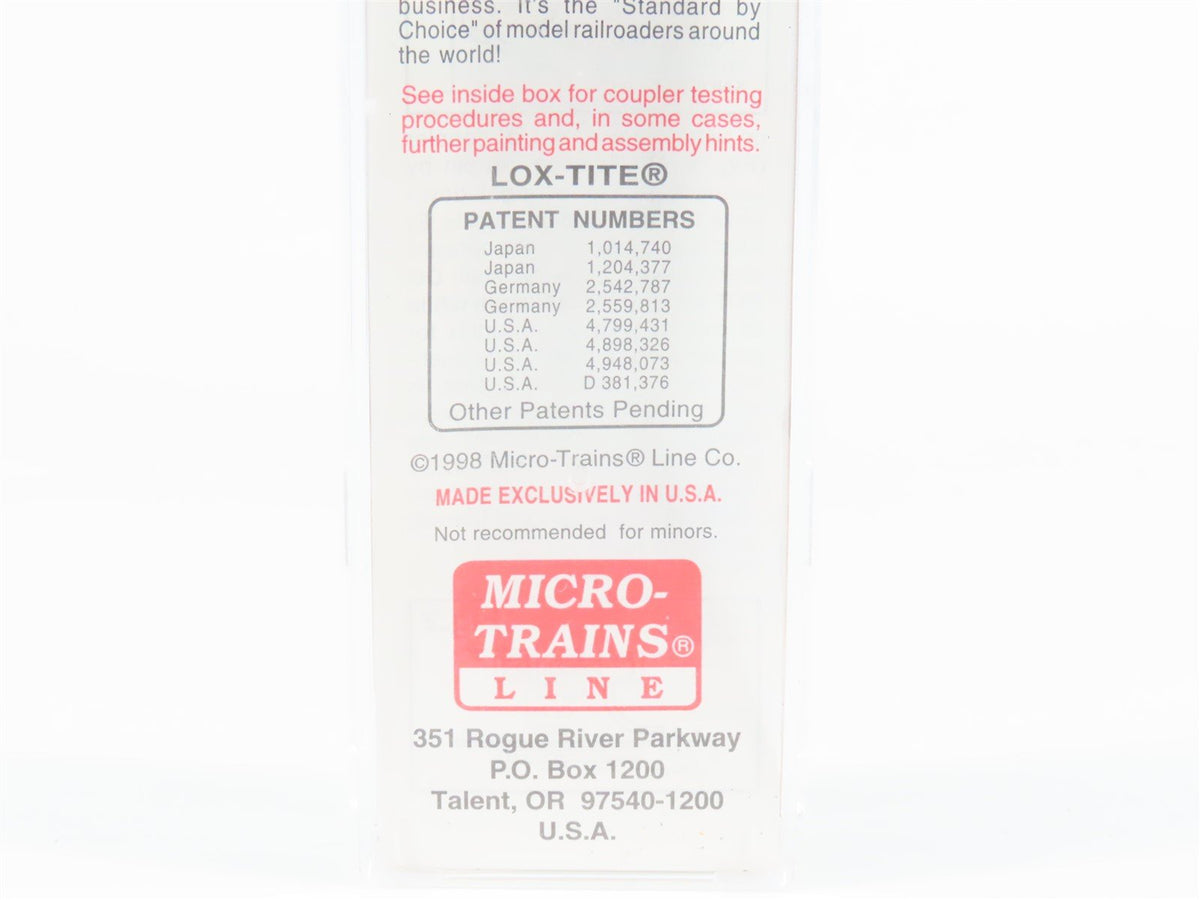 business. It's the "Standard by
Choice" of model railroaders around
the world!
See inside box for coupler testing
procedures and, in some cases,
further painting and assembly hints.
LOX-TITE®
PATENT NUMBERS
Japan 1,014,740
Japan 1,204,377
Germany 2,542,787
Germany 2,559,813
U.S.A. 4,799,431
U.S.A. 4,898,326
U.S.A. 4,948,073
U.S.A. D 381,376
Other Patents Pending
©1998 Micro-Trains® Line Co.
MADE EXCLUSIVELY IN U.S.A.
Not recommended for minors.
MICRO-
TRAINS®
LINE
351 Rogue River Parkway
P.O. Box 1200
Talent, OR 97540-1200
U.S.A.